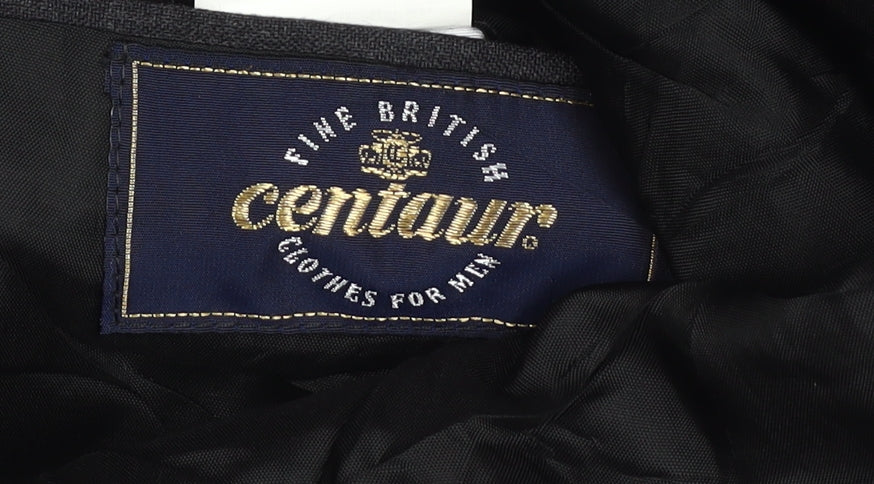 FINE BRITISH
centaur
CLOTHES FOR MEN